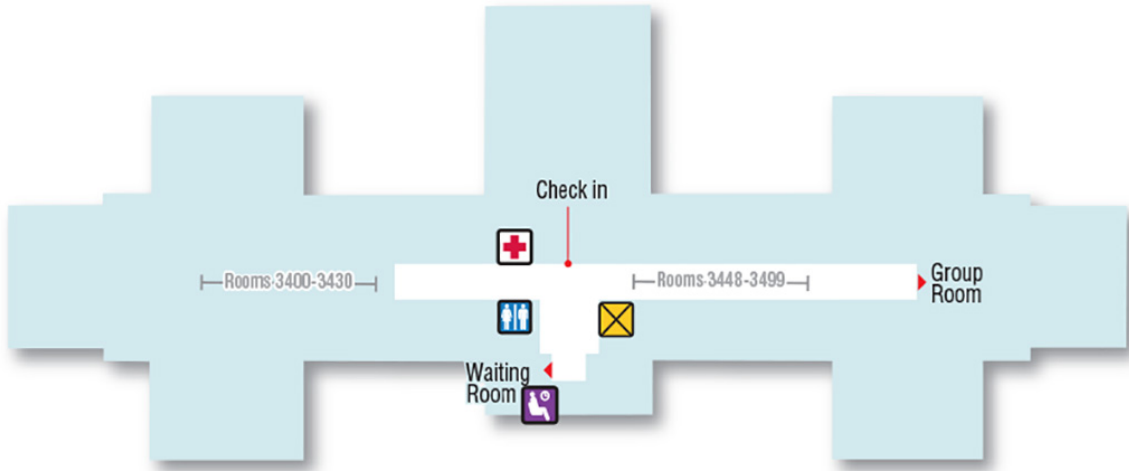 Check in
Rooms 3400-3430
Rooms 3448-3499
Group
Room
Waiting
Room